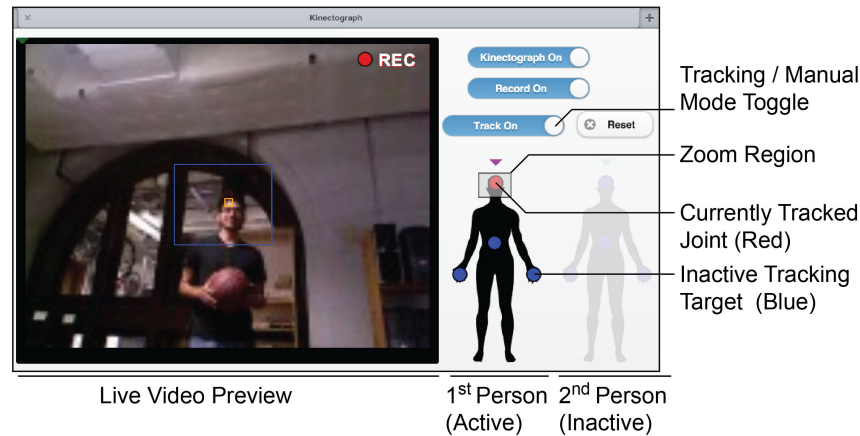 Kinectograph
REC
Kinectograph On
Record On
Track On
Reset
Tracking / Manual
Mode Toggle
Zoom Region
Currently Tracked
Joint (Red)
Inactive Tracking
Target (Blue)
Live Video Preview
1st Person
(Active)
2nd Person
(Inactive)